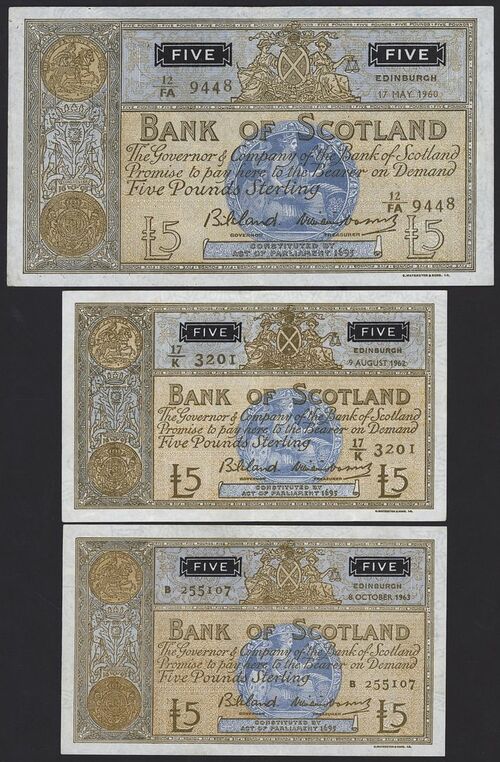 FIVE FIVE
12
FA 9448
EDINBURGH
17 MAY 1960
BANK OF SCOTLAND
The Governor & Company of the Bank of Scotland
Promise to pay here to the Bearer on Demand
Five Pounds Sterling
12
FA 9448
£5 £5
GOVERNOR TREASURER
CONSTITUTED BY
ACT OF PARLIAMENT 1695
FIVE FIVE
17
K 3201
EDINBURGH
9 AUGUST 1962
BANK OF SCOTLAND
The Governor & Company of the Bank of Scotland
Promise to pay here to the Bearer on Demand
Five Pounds Sterling
17
K 3201
£5 £5
GOVERNOR TREASURER
CONSTITUTED BY
ACT OF PARLIAMENT 1695
FIVE FIVE
B 255107
EDINBURGH
8 OCTOBER 1963
BANK OF SCOTLAND
The Governor & Company of the Bank of Scotland
Promise to pay here to the Bearer on Demand
Five Pounds Sterling
B 255107
£5 £5
GOVERNOR TREASURER
CONSTITUTED BY
ACT OF PARLIAMENT 1695